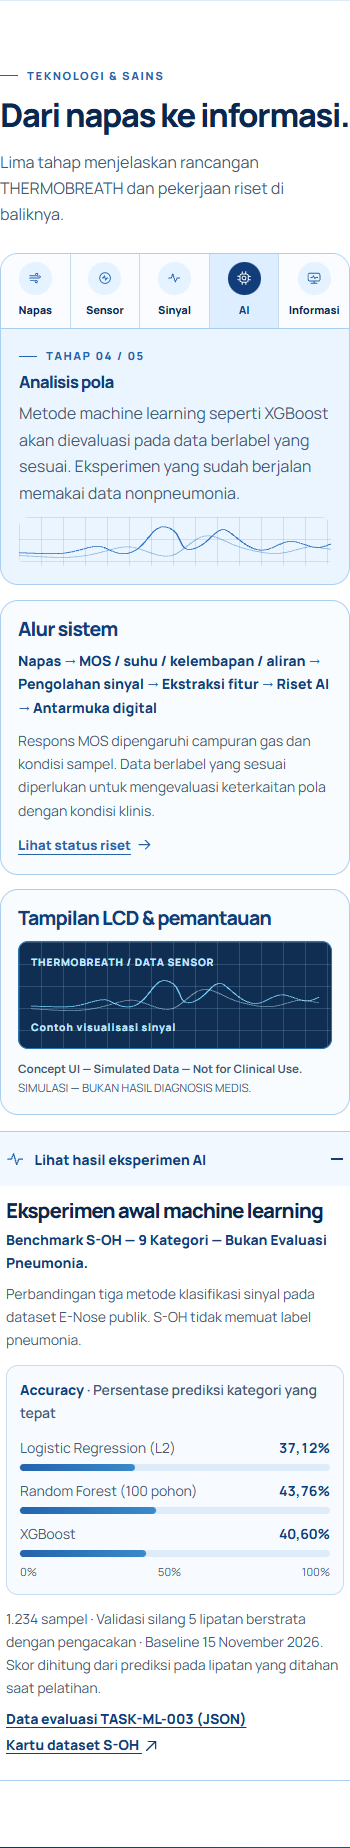 TEKNOLOGI & SAINS
Dari napas ke informasi.
Lima tahap menjelaskan rancangan
THERMOBREATH dan pekerjaan riset di
baliknya.
Napas
Sensor
Sinyal
AI
Informasi
TAHAP 04 / 05
Analisis pola
Metode machine learning seperti XGBoost
akan dievaluasi pada data berlabel yang
sesuai. Eksperimen yang sudah berjalan
memakai data nonpneumonia.
Alur sistem
Napas → MOS / suhu / kelembapan / aliran →
Pengolahan sinyal → Ekstraksi fitur → Riset AI
→ Antarmuka digital
Respons MOS dipengaruhi campuran gas dan
kondisi sampel. Data berlabel yang sesuai
diperlukan untuk mengevaluasi keterkaitan pola
dengan kondisi klinis.
Lihat status riset →
Tampilan LCD & pemantauan
THERMOBREATH / DATA SENSOR
Contoh visualisasi sinyal
Concept UI — Simulated Data — Not for Clinical Use.
SIMULASI — BUKAN HASIL DIAGNOSIS MEDIS.
Lihat hasil eksperimen AI
Eksperimen awal machine learning
Benchmark S-OH — 9 Kategori — Bukan Evaluasi
Pneumonia.
Perbandingan tiga metode klasifikasi sinyal pada
dataset E-Nose publik. S-OH tidak memuat label
pneumonia.
Accuracy · Persentase prediksi kategori yang
tepat
Logistic Regression (L2) 37,12%
Random Forest (100 pohon) 43,76%
XGBoost 40,60%
0% 50% 100%
1.234 sampel · Validasi silang 5 lipatan berstrata
dengan pengacakan · Baseline 15 November 2026.
Skor dihitung dari prediksi pada lipatan yang ditahan
saat pelatihan.
Data evaluasi TASK-ML-003 (JSON)
Kartu dataset S-OH ↗